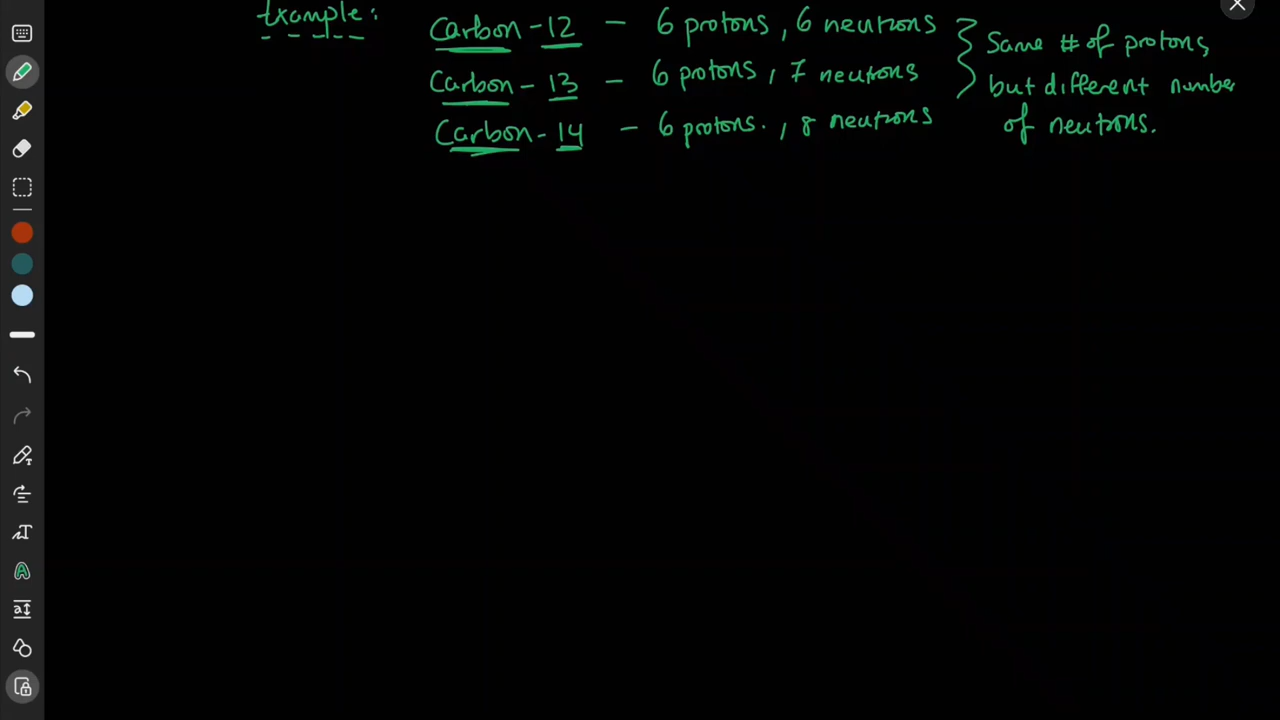 Example: Carbon-12 — 6 protons, 6 neutrons
Carbon-13 — 6 protons, 7 neutrons
Carbon-14 — 6 protons., 8 neutrons
Same # of protons,
but different number
of neutrons.